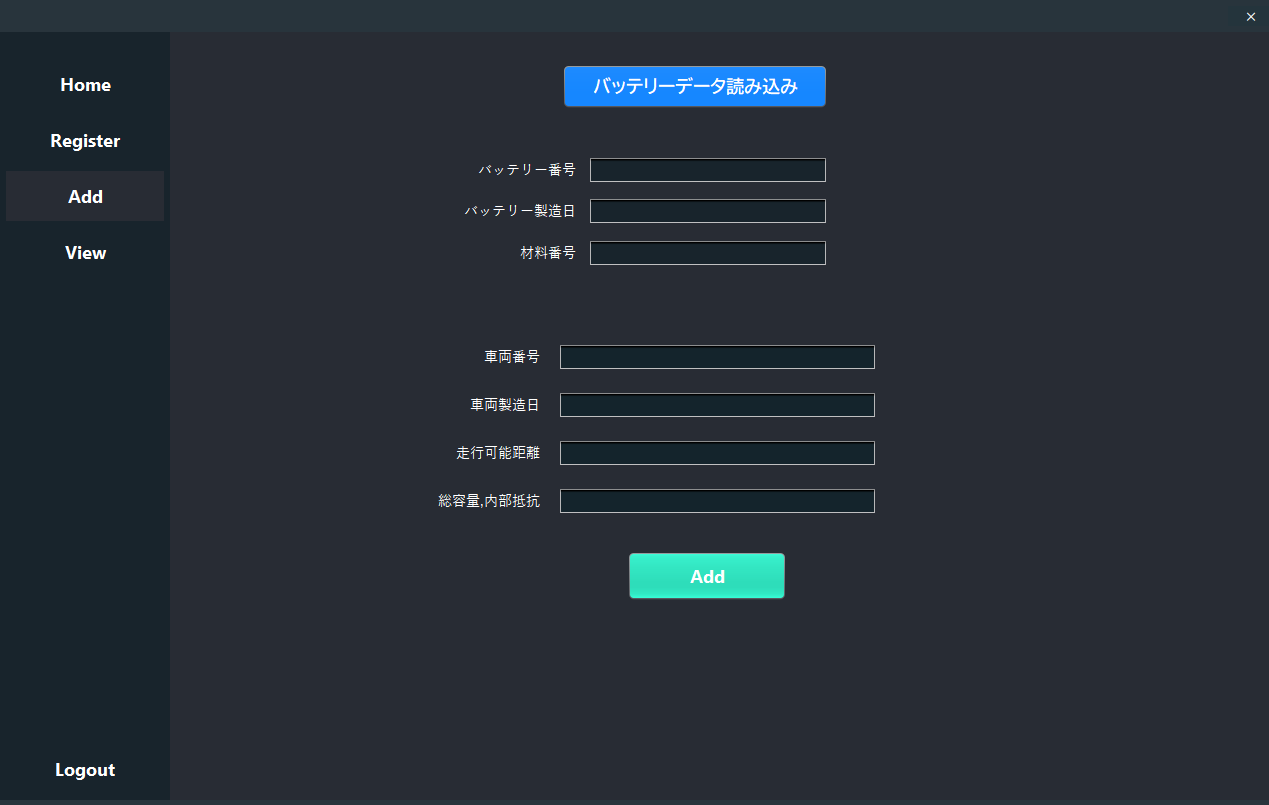 ×
Home
Register
Add
View
Logout
バッテリーデータ読み込み
バッテリー番号
バッテリー製造日
材料番号
車両番号
車両製造日
走行可能距離
総容量,内部抵抗
Add